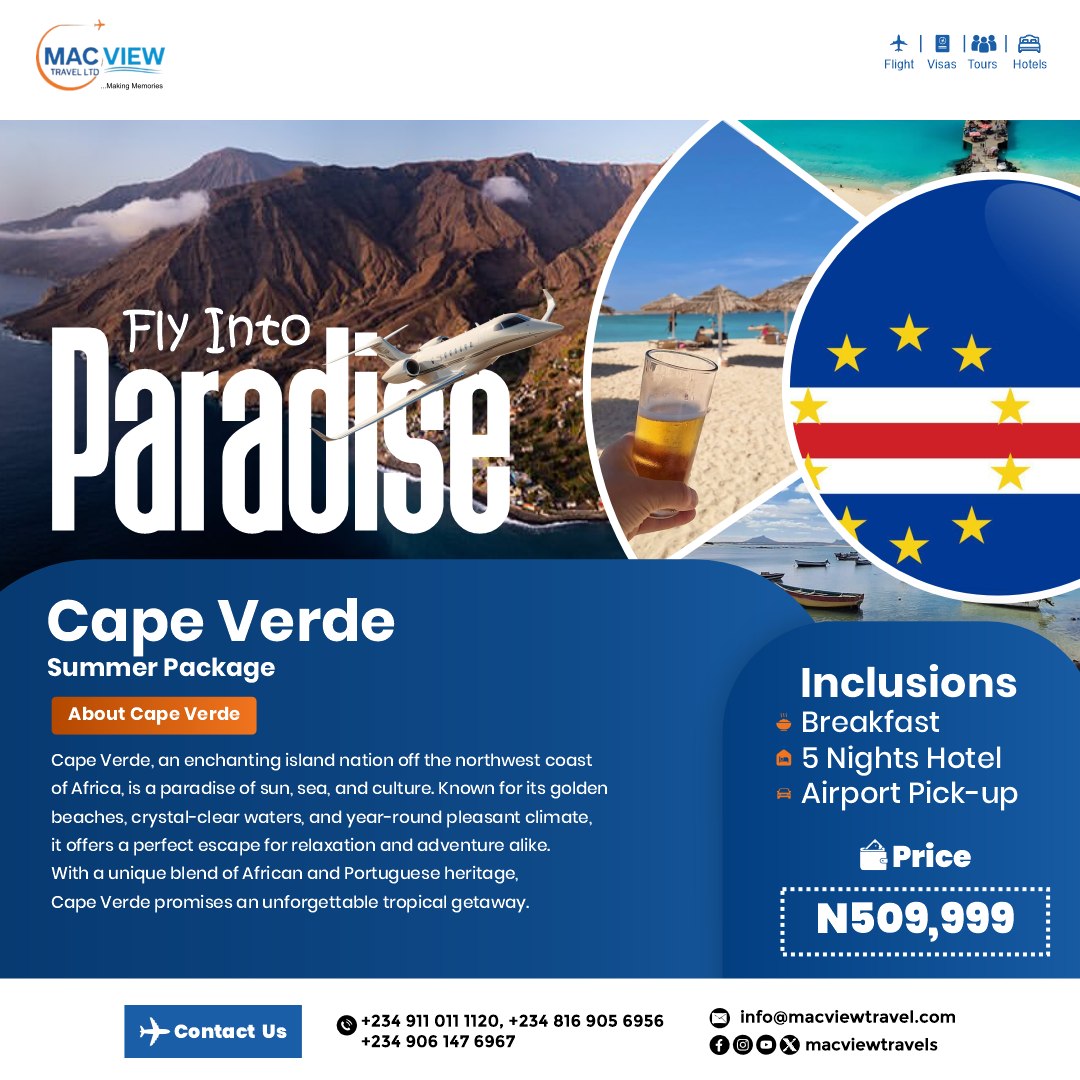 MAC VIEW
TRAVEL LTD
...Making Memories
Flight
Visas
Tours
Hotels
Fly Into
Paradise
Cape Verde
Summer Package
About Cape Verde
Cape Verde, an enchanting island nation off the northwest coast
of Africa, is a paradise of sun, sea, and culture. Known for its golden
beaches, crystal-clear waters, and year-round pleasant climate,
it offers a perfect escape for relaxation and adventure alike.
With a unique blend of African and Portuguese heritage,
Cape Verde promises an unforgettable tropical getaway.
Inclusions
Breakfast
5 Nights Hotel
Airport Pick-up
Price
N509,999
Contact Us
+234 911 011 1120, +234 816 905 6956
+234 906 147 6967
info@macviewtravel.com
macviewtravels